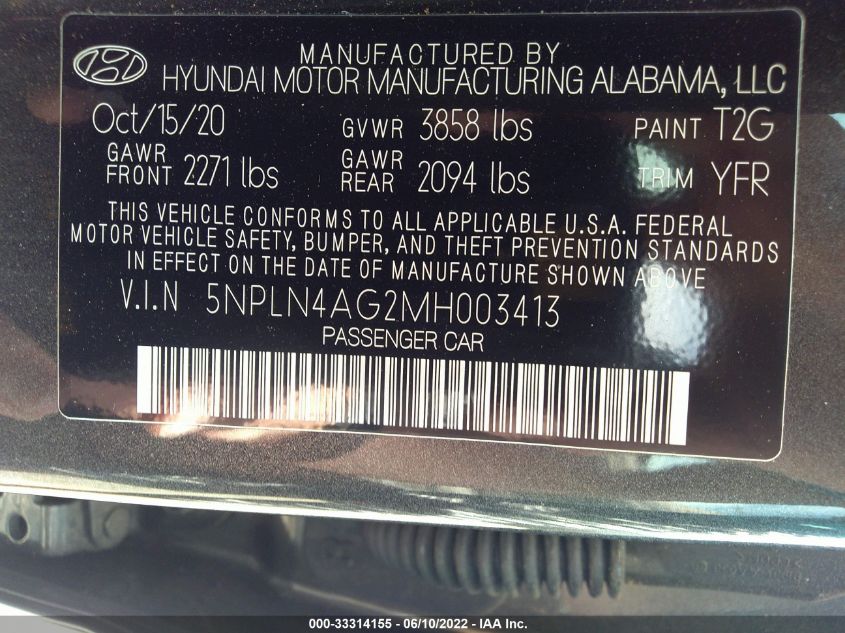 MANUFACTURED BY
HYUNDAI MOTOR MANUFACTURING ALABAMA, LLC
Oct/15/20 GVWR 3858 lbs PAINT T2G
GAWR FRONT 2271 lbs GAWR REAR 2094 lbs TRIM YFR
THIS VEHICLE CONFORMS TO ALL APPLICABLE U.S.A. FEDERAL
MOTOR VEHICLE SAFETY, BUMPER, AND THEFT PREVENTION STANDARDS
IN EFFECT ON THE DATE OF MANUFACTURE SHOWN ABOVE
V.I.N 5NPLN4AG2MH003413
PASSENGER CAR
000-33314155 - 06/10/2022 - IAA Inc.